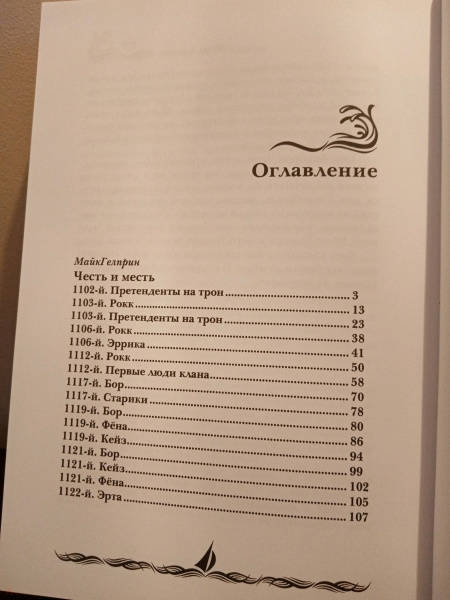 Оглавление
МайкГелприн
Честь и месть
1102-й. Претенденты на трон 3
1103-й. Рокк 13
1103-й. Претенденты на трон 23
1106-й. Рокк 38
1106-й. Эррика 41
1112-й. Рокк 50
1112-й. Первые люди клана 58
1117-й. Бор 70
1117-й. Старики 78
1119-й. Бор 80
1119-й. Фёна 86
1119-й. Кейз 94
1121-й. Бор 99
1121-й. Кейз 102
1121-й. Фёна 105
1122-й. Эрта 107